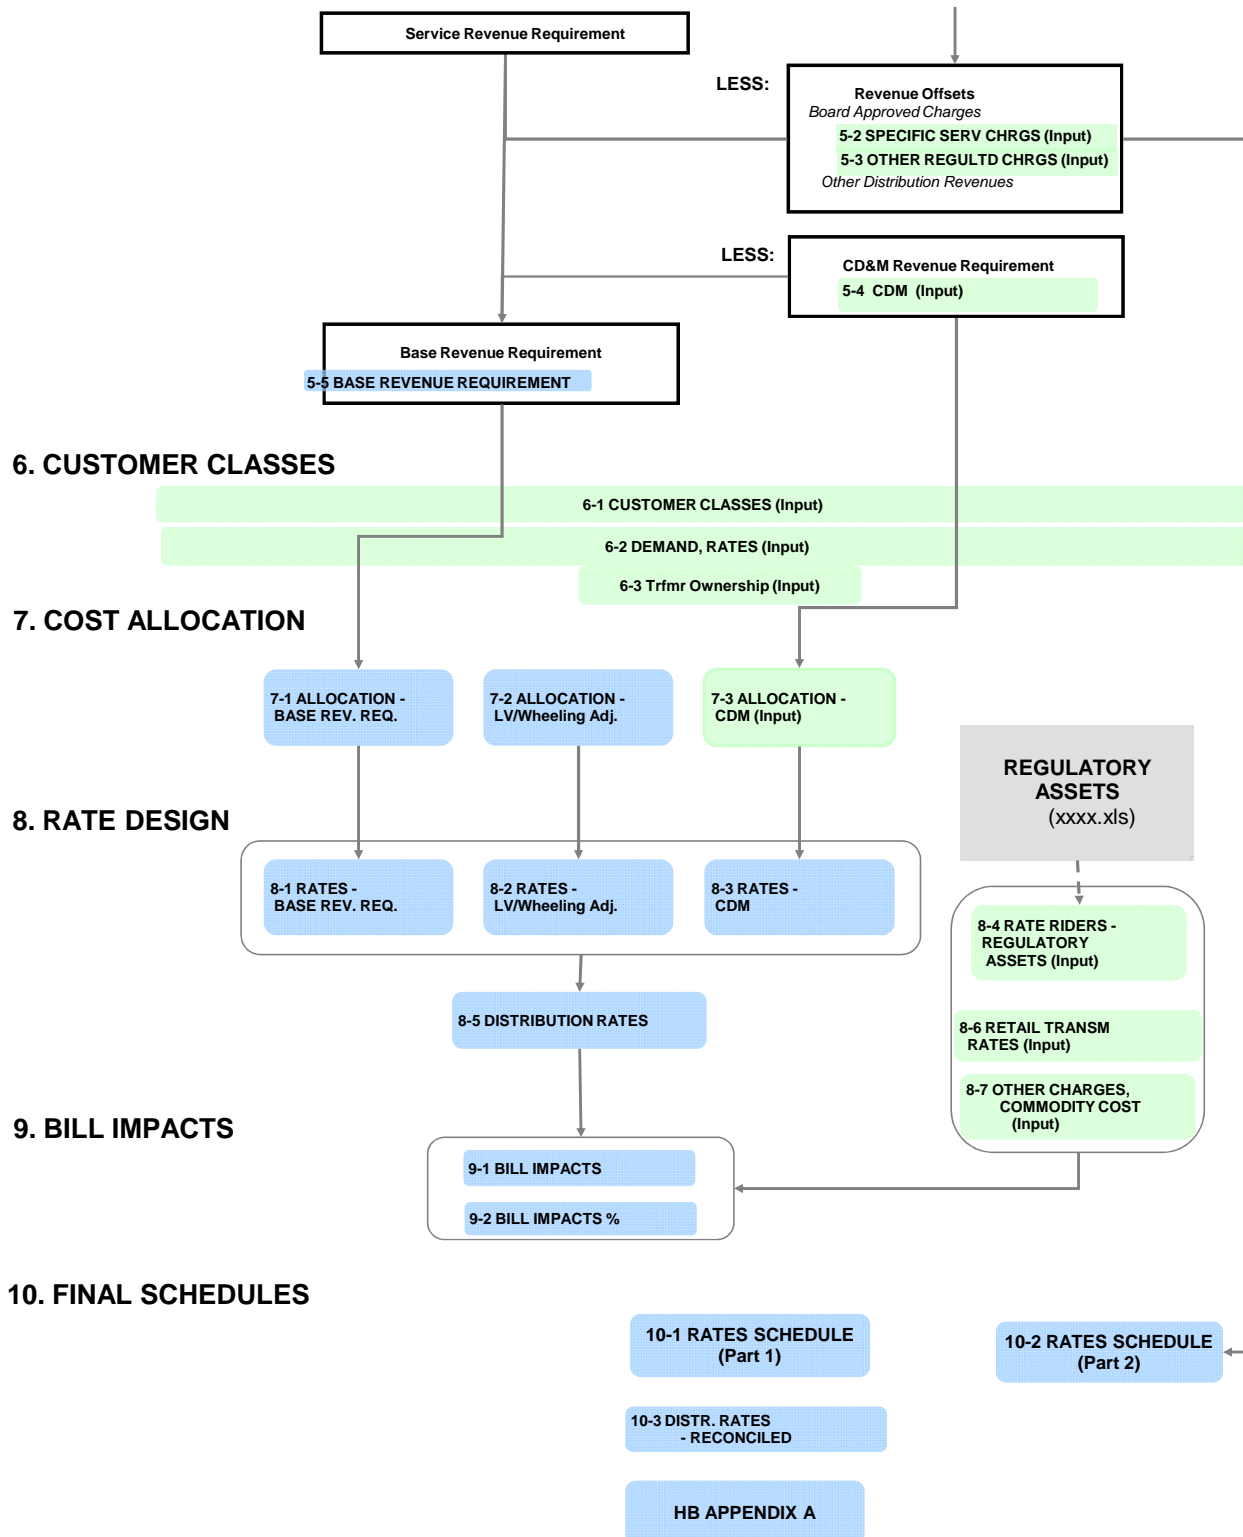 Service Revenue Requirement
LESS:
Revenue Offsets
Board Approved Charges
5-2 SPECIFIC SERV CHRGS (Input)
5-3 OTHER REGULTD CHRGS (Input)
Other Distribution Revenues
LESS:
CD&M Revenue Requirement
5-4 CDM (Input)
Base Revenue Requirement
5-5 BASE REVENUE REQUIREMENT
6. CUSTOMER CLASSES
6-1 CUSTOMER CLASSES (Input)
6-2 DEMAND, RATES (Input)
6-3 Trfmr Ownership (Input)
7. COST ALLOCATION
7-1 ALLOCATION -
BASE REV. REQ.
7-2 ALLOCATION -
LV/Wheeling Adj.
7-3 ALLOCATION -
CDM (Input)
REGULATORY
ASSETS
(xxxx.xls)
8. RATE DESIGN
8-1 RATES -
BASE REV. REQ.
8-2 RATES -
LV/Wheeling Adj.
8-3 RATES -
CDM
8-4 RATE RIDERS -
REGULATORY
ASSETS (Input)
8-5 DISTRIBUTION RATES
8-6 RETAIL TRANSM
RATES (Input)
8-7 OTHER CHARGES,
COMMODITY COST
(Input)
9. BILL IMPACTS
9-1 BILL IMPACTS
9-2 BILL IMPACTS %
10. FINAL SCHEDULES
10-1 RATES SCHEDULE
(Part 1)
10-2 RATES SCHEDULE
(Part 2)
10-3 DISTR. RATES
- RECONCILED
HB APPENDIX A